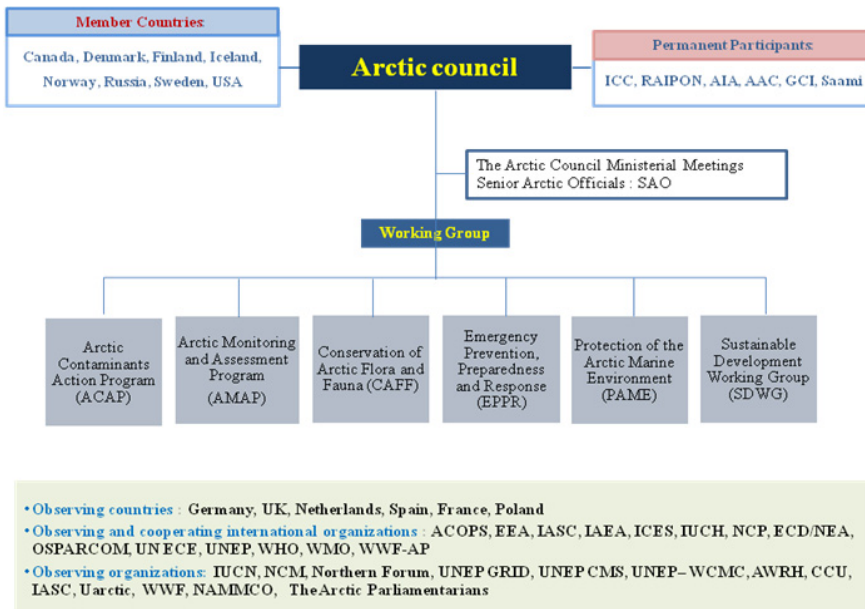 Member Countries:
Canada, Denmark, Finland, Iceland,
Norway, Russia, Sweden, USA
Arctic council
Permanent Participants:
ICC, RAIPON, AIA, AAC, GCI, Saami
The Arctic Council Ministerial Meetings
Senior Arctic Officials : SAO
Working Group
Arctic
Contaminants
Action Program
(ACAP)
Arctic Monitoring
and Assessment
Program
(AMAP)
Conservation of
Arctic Flora and
Fauna (CAFF)
Emergency
Prevention,
Preparedness
and Response
(EPPR)
Protection of the
Arctic Marine
Environment
(PAME)
Sustainable
Development
Working Group
(SDWG)
• Observing countries : Germany, UK, Netherlands, Spain, France, Poland
• Observing and cooperating international organizations : ACOPS, EEA, IASC, IAEA, ICES, IUCH, NCP, ECD/NEA,
OSPARCOM, UN ECE, UNEP, WHO, WMO, WWF-AP
• Observing organizations: IUCN, NCM, Northern Forum, UNEP GRID, UNEP CMS, UNEP– WCMC, AWRH, CCU,
IASC, Uarctic, WWF, NAMMCO, The Arctic Parliamentarians